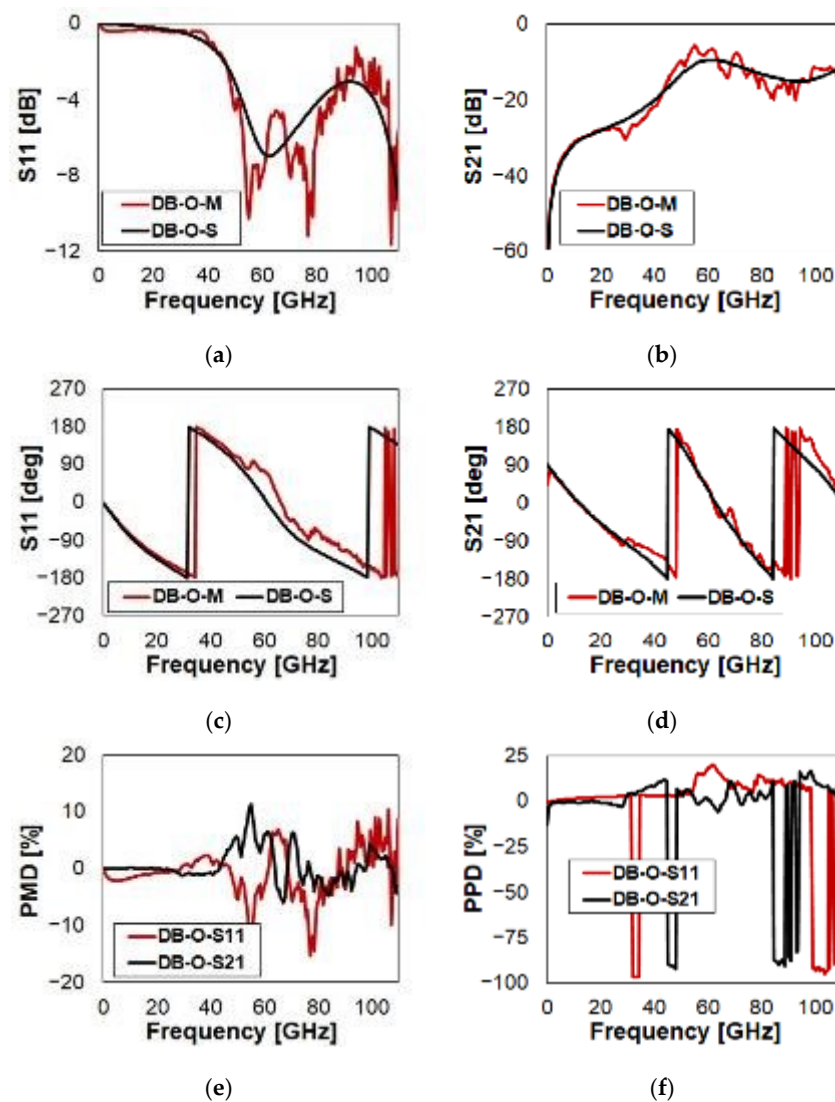 0
−4
−8
−12
S11 [dB]
DB-O-M
DB-O-S
0 20 40 60 80 100
Frequency [GHz]
(a)
0
−20
−40
−60
S21 [dB]
DB-O-M
DB-O-S
0 20 40 60 80 100
Frequency [GHz]
(b)
270
180
90
0
−90
−180
−270
S11 [deg]
DB-O-M DB-O-S
0 20 40 60 80 100
Frequency [GHz]
(c)
270
180
90
0
−90
−180
−270
S21 [deg]
DB-O-M DB-O-S
0 20 40 60 80 100
Frequency [GHz]
(d)
20
10
0
−10
−20
PMD [%]
DB-O-S11
DB-O-S21
0 20 40 60 80 100
Frequency [GHz]
(e)
25
0
−25
−50
−75
−100
PPD [%]
DB-O-S11
DB-O-S21
0 20 40 60 80 100
Frequency [GHz]
(f)